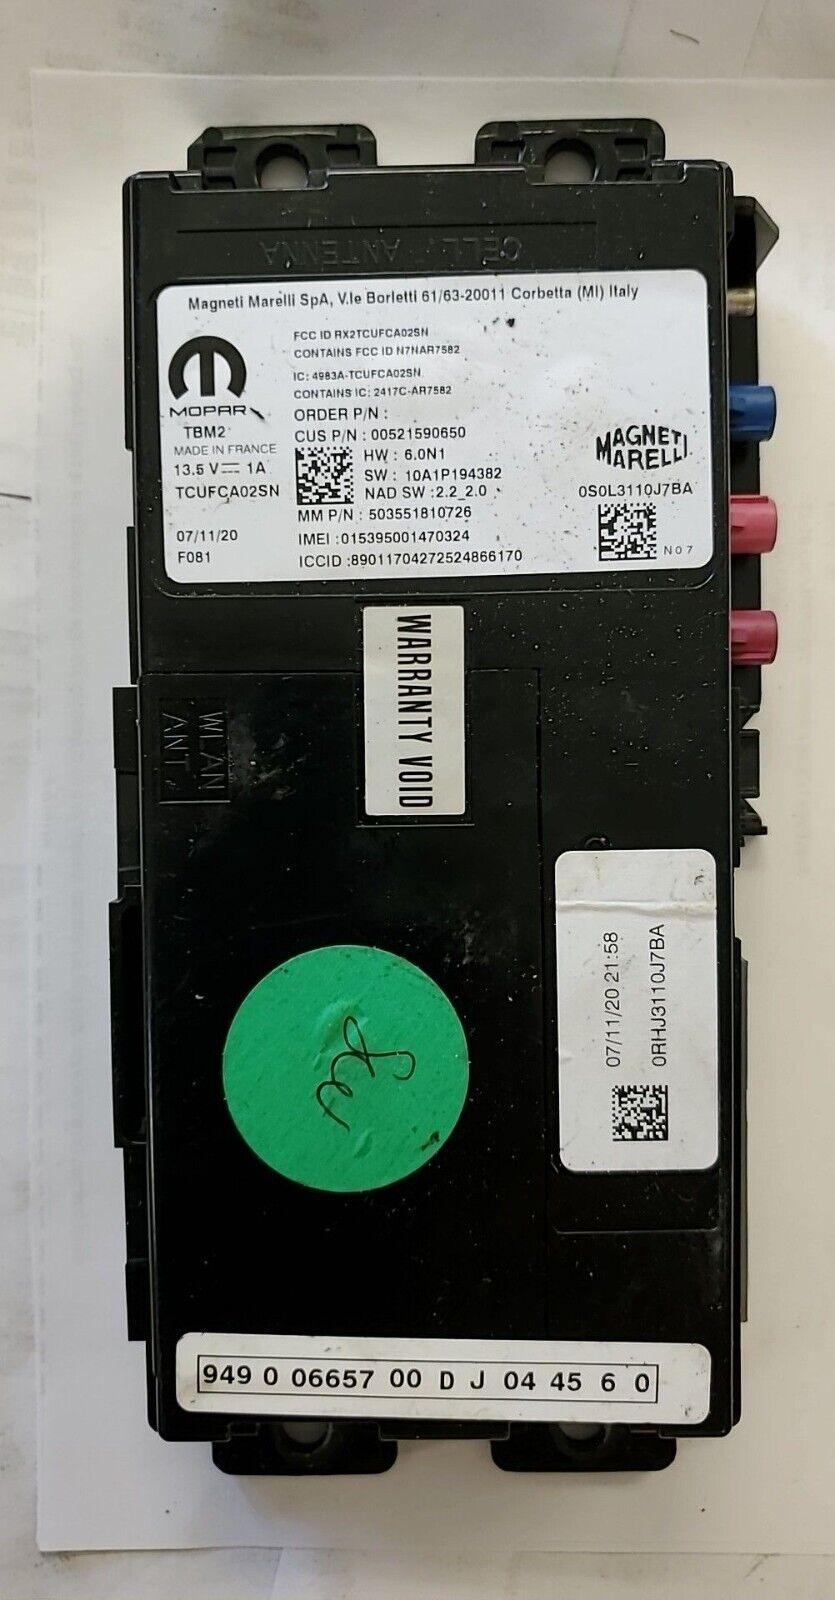 CELL. ANTENNA
Magneti Marelli SpA, V.le Borletti 61/63-20011 Corbetta (MI) Italy
MOPAR
TBM2
MADE IN FRANCE
13.5 V⎓ 1A
TCUFCA02SN
07/11/20
F081
FCC ID RX2TCUFCA02SN
CONTAINS FCC ID N7NAR7582
IC: 4983A-TCUFCA02SN
CONTAINS IC: 2417C-AR7582
ORDER P/N :
CUS P/N : 00521590650
HW : 6.0N1
SW : 10A1P194382
NAD SW :2.2_2.0
MM P/N : 503551810726
IMEI : 015395001470324
ICCID :89011704272524866170
MAGNETI
MARELLI
0S0L3110J7BA
N07
WARRANTY VOID
WLAN
ANT.
07/11/20 21:58
0RHJ3110J7BA
949 0 06657 00 D J 04 45 6 0